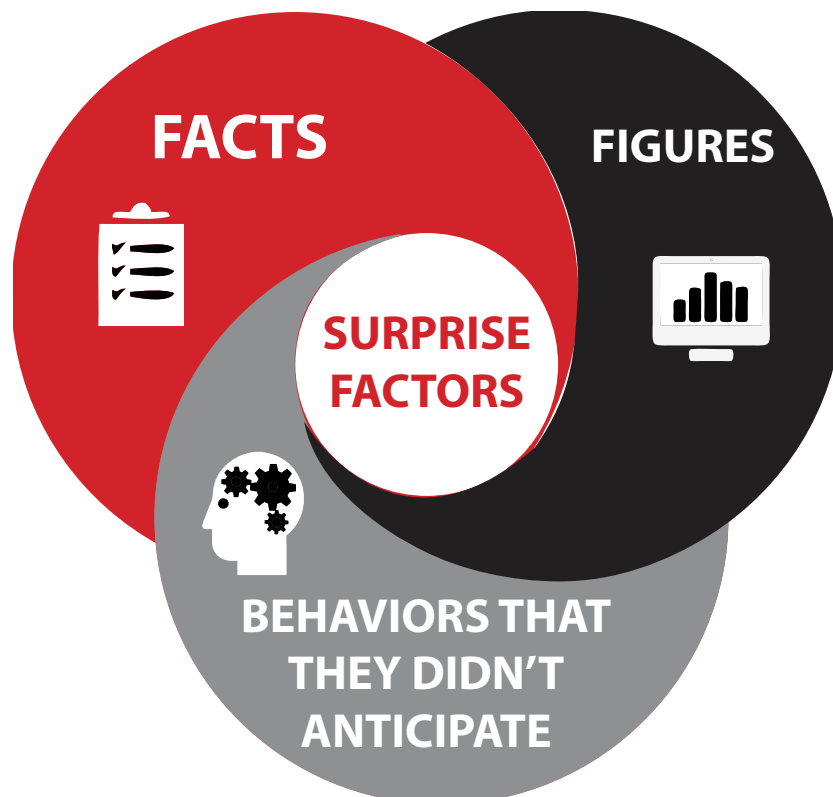 FACTS
FIGURES
SURPRISE
FACTORS
BEHAVIORS THAT
THEY DIDN’T
ANTICIPATE